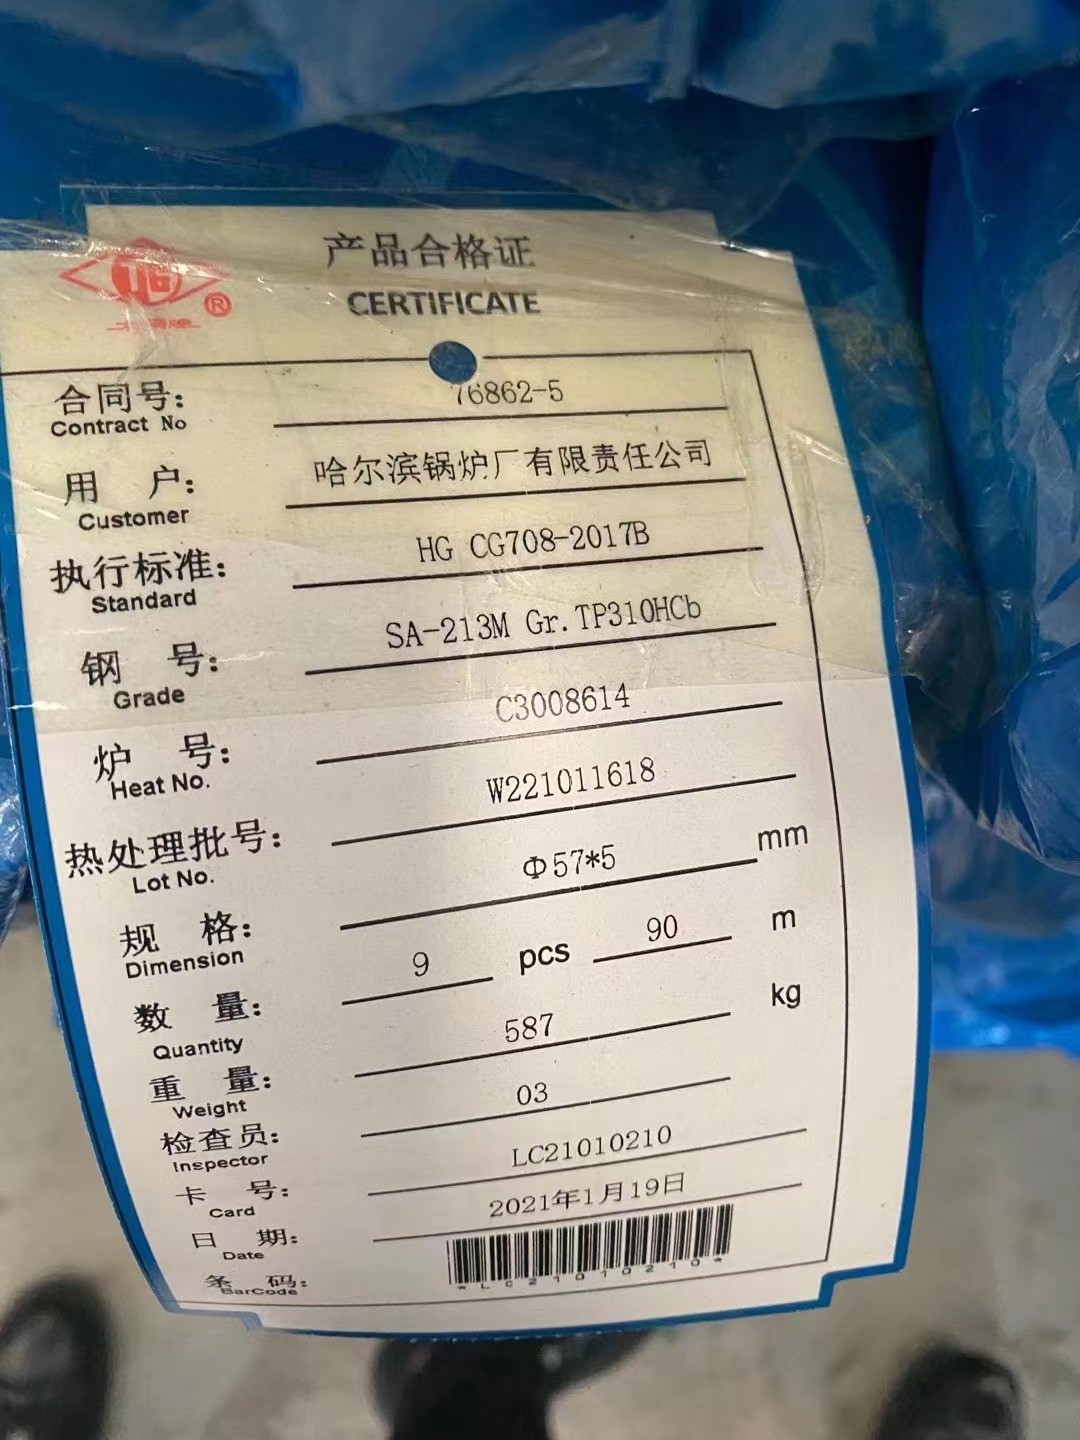 产品合格证
CERTIFICATE
®
合同号: 76862-5
Contract No
用 户: 哈尔滨锅炉厂有限责任公司
Customer
执行标准: HG CG708-2017B
Standard
钢 号: SA-213M Gr.TP310HCb
Grade
炉 号: C3008614
Heat No.
热处理批号: W221011618
Lot No.
规 格: Φ57*5 mm
Dimension
数 量: 9 pcs 90 m
Quantity
重 量: 587 kg
Weight
检查员: 03
Inspector
卡 号: LC21010210
Card
日 期: 2021年1月19日
Date
条 码:
BarCode
*LC21010210*